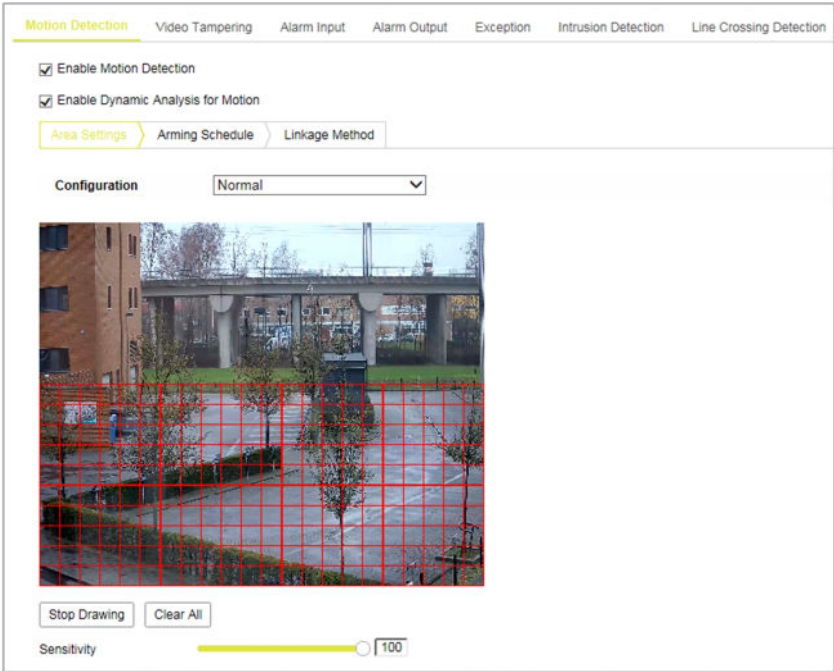 Motion Detection Video Tampering Alarm Input Alarm Output Exception Intrusion Detection Line Crossing Detection
Enable Motion Detection
Enable Dynamic Analysis for Motion
Area Settings Arming Schedule Linkage Method
Configuration Normal
Stop Drawing Clear All
Sensitivity 100